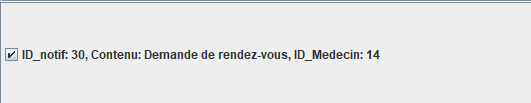 ID_notif: 30, Contenu: Demande de rendez-vous, ID_Medecin: 14